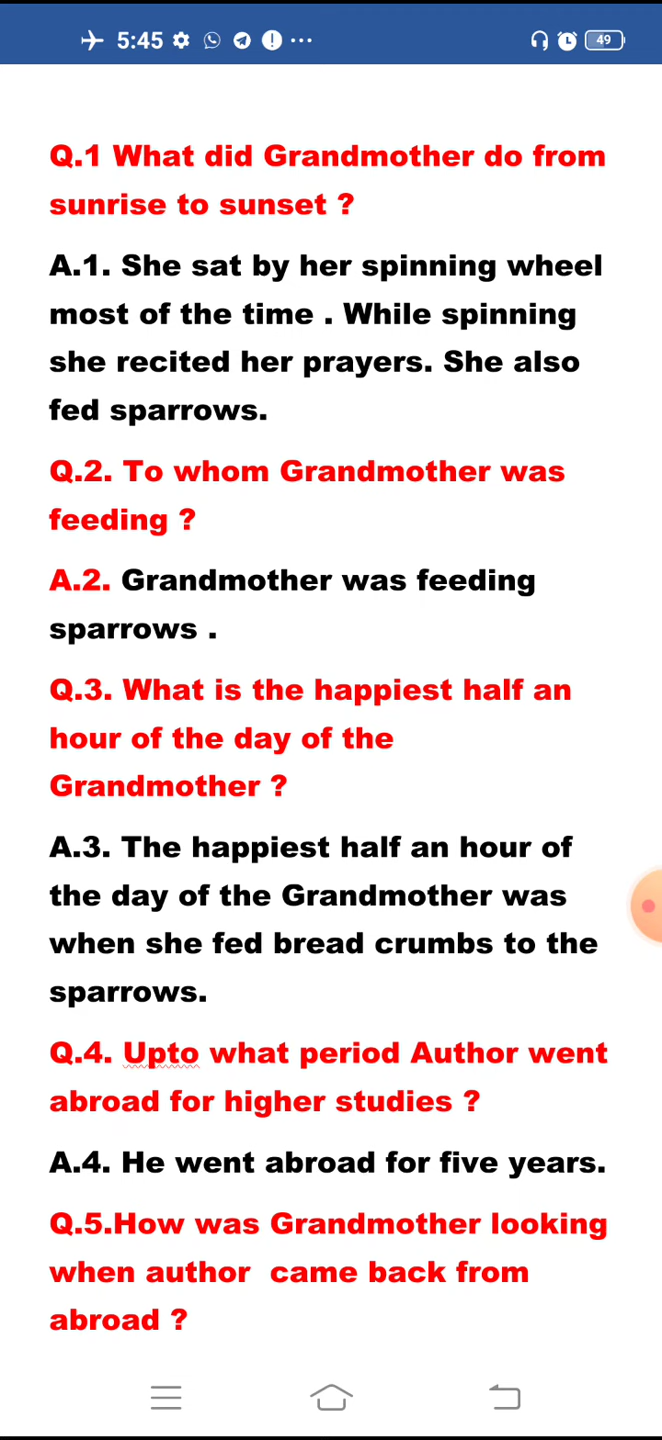 5:45
49
Q.1 What did Grandmother do from
sunrise to sunset ?
A.1. She sat by her spinning wheel
most of the time . While spinning
she recited her prayers. She also
fed sparrows.
Q.2. To whom Grandmother was
feeding ?
A.2. Grandmother was feeding
sparrows .
Q.3. What is the happiest half an
hour of the day of the
Grandmother ?
A.3. The happiest half an hour of
the day of the Grandmother was
when she fed bread crumbs to the
sparrows.
Q.4. Upto what period Author went
abroad for higher studies ?
A.4. He went abroad for five years.
Q.5.How was Grandmother looking
when author  came back from
abroad ?